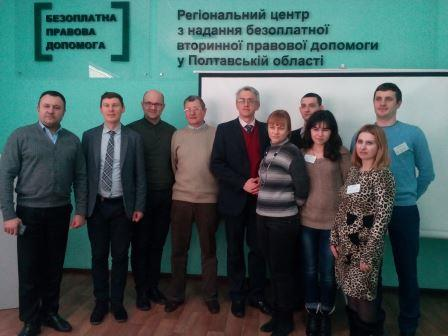 БЕЗОПЛАТНА
ПРАВОВА
ДОПОМОГА
Регіональний центр
з надання безоплатної
вторинної правової допомоги
у Полтавській області